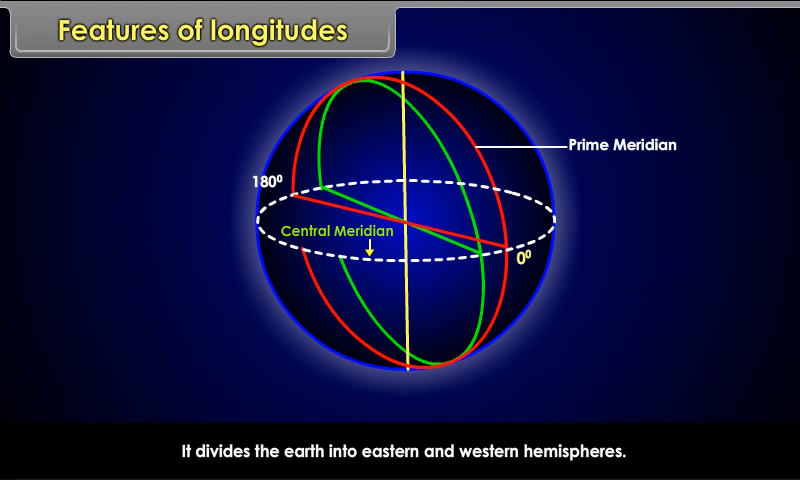 Features of longitudes
Prime Meridian
180⁰
Central Meridian
0⁰
It divides the earth into eastern and western hemispheres.